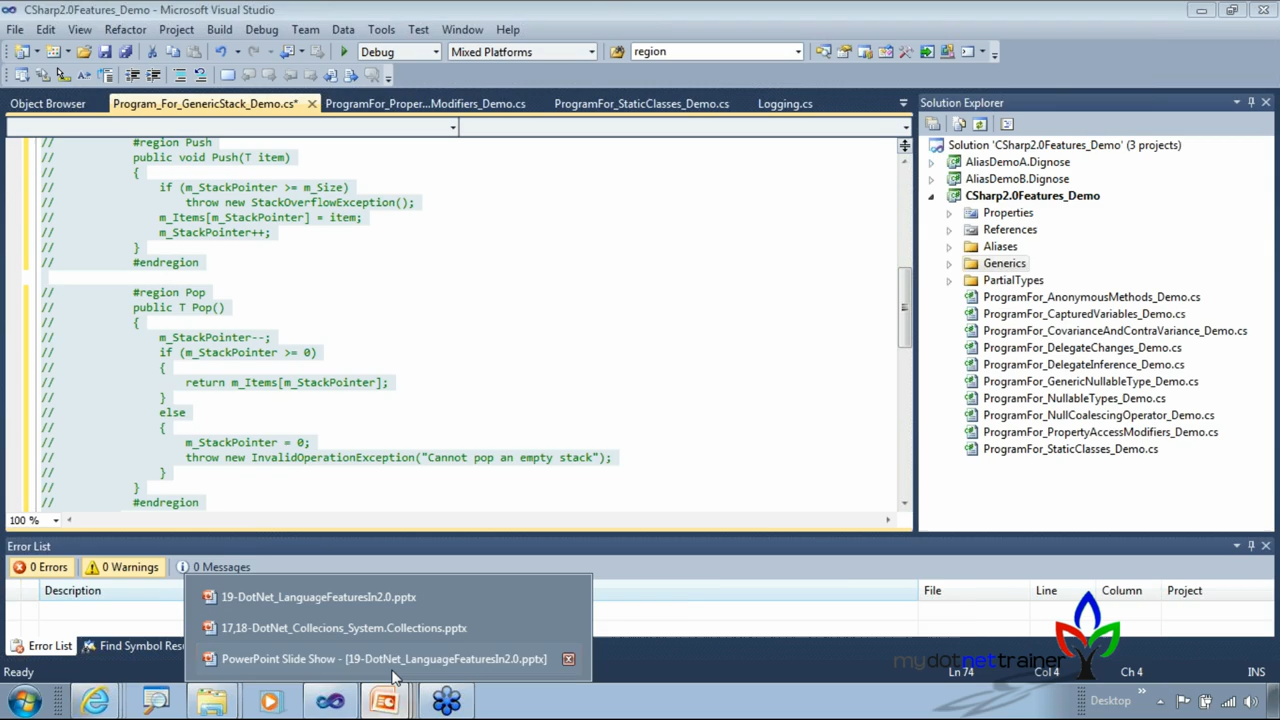 CSharp2.0Features_Demo - Microsoft Visual Studio
File Edit View Refactor Project Build Debug Team Data Tools Test Window Help
Debug Mixed Platforms region
Object Browser Program_For_GenericStack_Demo.cs* ProgramFor_Proper...Modifiers_Demo.cs ProgramFor_StaticClasses_Demo.cs Logging.cs
// #region Push
// public void Push(T item)
// {
// if (m_StackPointer >= m_Size)
// throw new StackOverflowException();
// m_Items[m_StackPointer] = item;
// m_StackPointer++;
// }
// #endregion
// #region Pop
// public T Pop()
// {
// m_StackPointer--;
// if (m_StackPointer >= 0)
// {
// return m_Items[m_StackPointer];
// }
// else
// {
// m_StackPointer = 0;
// throw new InvalidOperationException("Cannot pop an empty stack");
// }
// }
// #endregion
100 %
Solution Explorer
Solution 'CSharp2.0Features_Demo' (3 projects)
AliasDemoA.Dignose
AliasDemoB.Dignose
CSharp2.0Features_Demo
Properties
References
Aliases
Generics
PartialTypes
ProgramFor_AnonymousMethods_Demo.cs
ProgramFor_CapturedVariables_Demo.cs
ProgramFor_CovarianceAndContraVariance_Demo.cs
ProgramFor_DelegateChanges_Demo.cs
ProgramFor_DelegateInference_Demo.cs
ProgramFor_GenericNullableType_Demo.cs
ProgramFor_NullableTypes_Demo.cs
ProgramFor_NullCoalescingOperator_Demo.cs
ProgramFor_PropertyAccessModifiers_Demo.cs
ProgramFor_StaticClasses_Demo.cs
Error List
0 Errors 0 Warnings 0 Messages
Description File Line Column Project
19-DotNet_LanguageFeaturesIn2.0.pptx
17,18-DotNet_Collecions_System.Collections.pptx
PowerPoint Slide Show - [19-DotNet_LanguageFeaturesIn2.0.pptx]
Error List Find Symbol Resu
mydotnettrainer
Ready Ln 74 Col 4 Ch 4 INS
Desktop